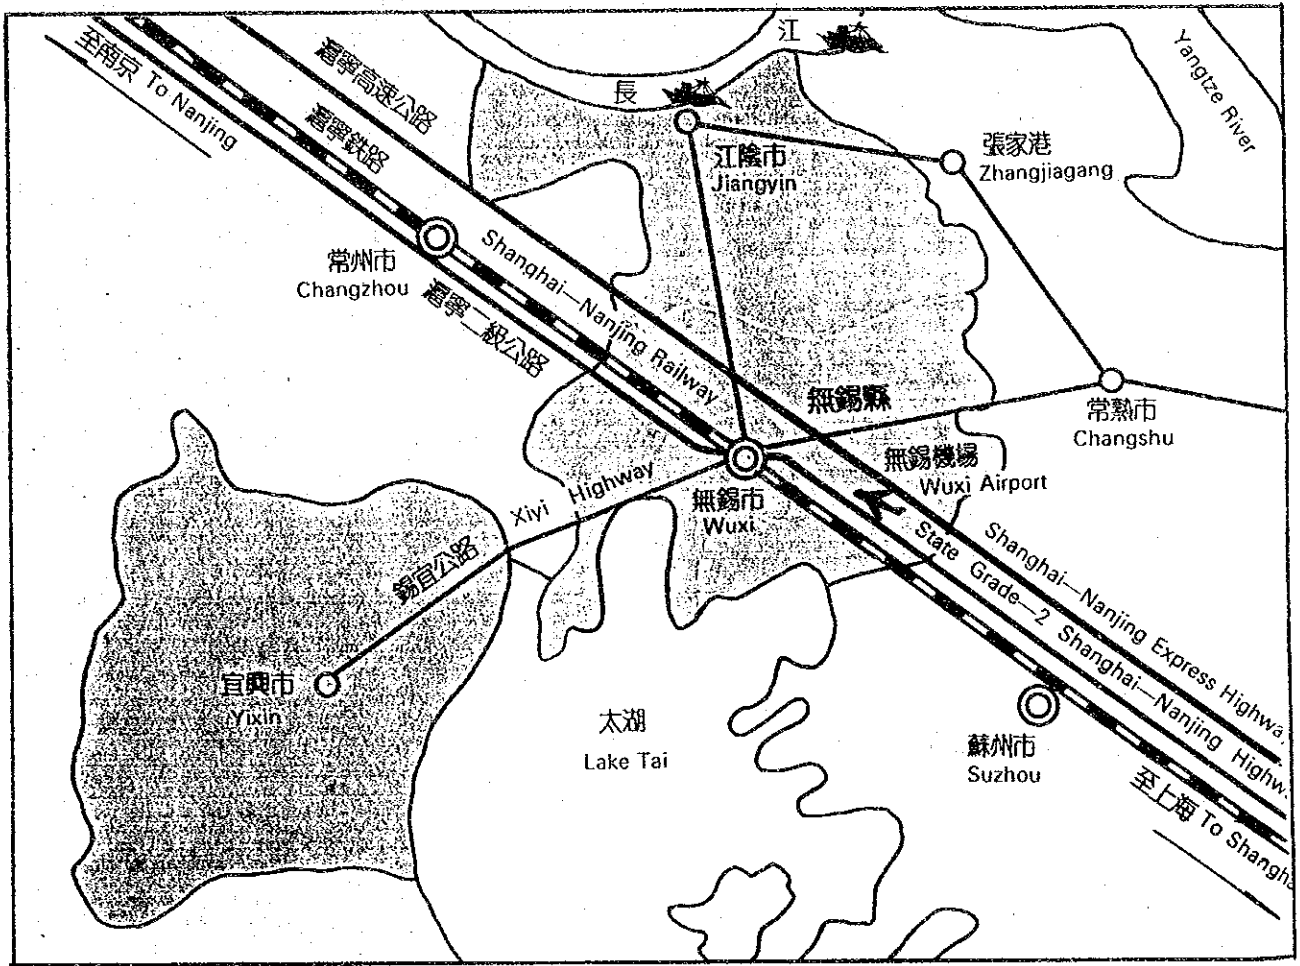 江
長
Yangtze River
滬寧高速公路
滬寧鉄路
至南京 To Nanjing
江陰市
Jiangyin
張家港
Zhangjiagang
常州市
Changzhou
Shanghai—Nanjing Railway
滬寧二級公路
無錫縣
常熟市
Changshu
無錫機場
Wuxi Airport
無錫市
Wuxi
Xiyi Highway
錫宜公路
State Grade—2 Shanghai—Nanjing Highw
Shanghai—Nanjing Express Highwa
宜興市
Yixin
太湖
Lake Tai
蘇州市
Suzhou
至上海 To Shangha